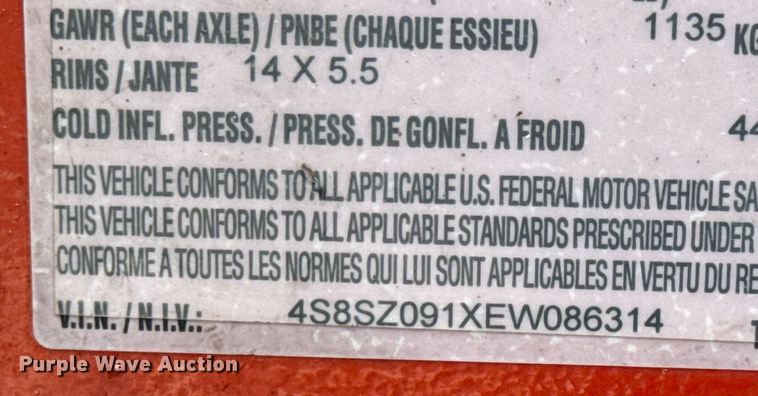 GAWR (EACH AXLE) / PNBE (CHAQUE ESSIEU) 1135 KG
RIMS / JANTE 14 X 5.5
COLD INFL. PRESS. / PRESS. DE GONFL. A FROID 44
THIS VEHICLE CONFORMS TO ALL APPLICABLE U.S. FEDERAL MOTOR VEHICLE SA
THIS VEHICLE CONFORMS TO ALL APPLICABLE STANDARDS PRESCRIBED UNDER
CONFORME A TOUTES LES NORMES QUI LUI SONT APPLICABLES EN VERTU DU RE
V.I.N. / N.I.V.: 4S8SZ091XEW086314
Purple Wave Auction